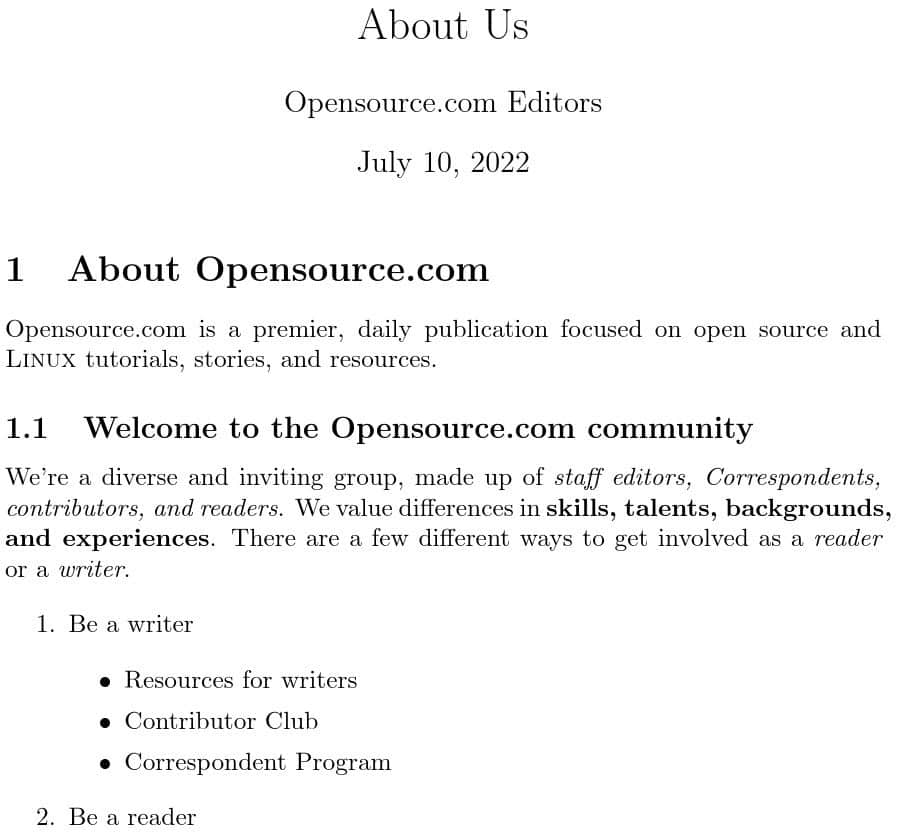 About Us
Opensource.com Editors
July 10, 2022
1 About Opensource.com
Opensource.com is a premier, daily publication focused on open source and
LINUX tutorials, stories, and resources.
1.1 Welcome to the Opensource.com community
We're a diverse and inviting group, made up of staff editors, Correspondents,
contributors, and readers. We value differences in skills, talents, backgrounds,
and experiences. There are a few different ways to get involved as a reader
or a writer.
1. Be a writer
• Resources for writers
• Contributor Club
• Correspondent Program
2. Be a reader